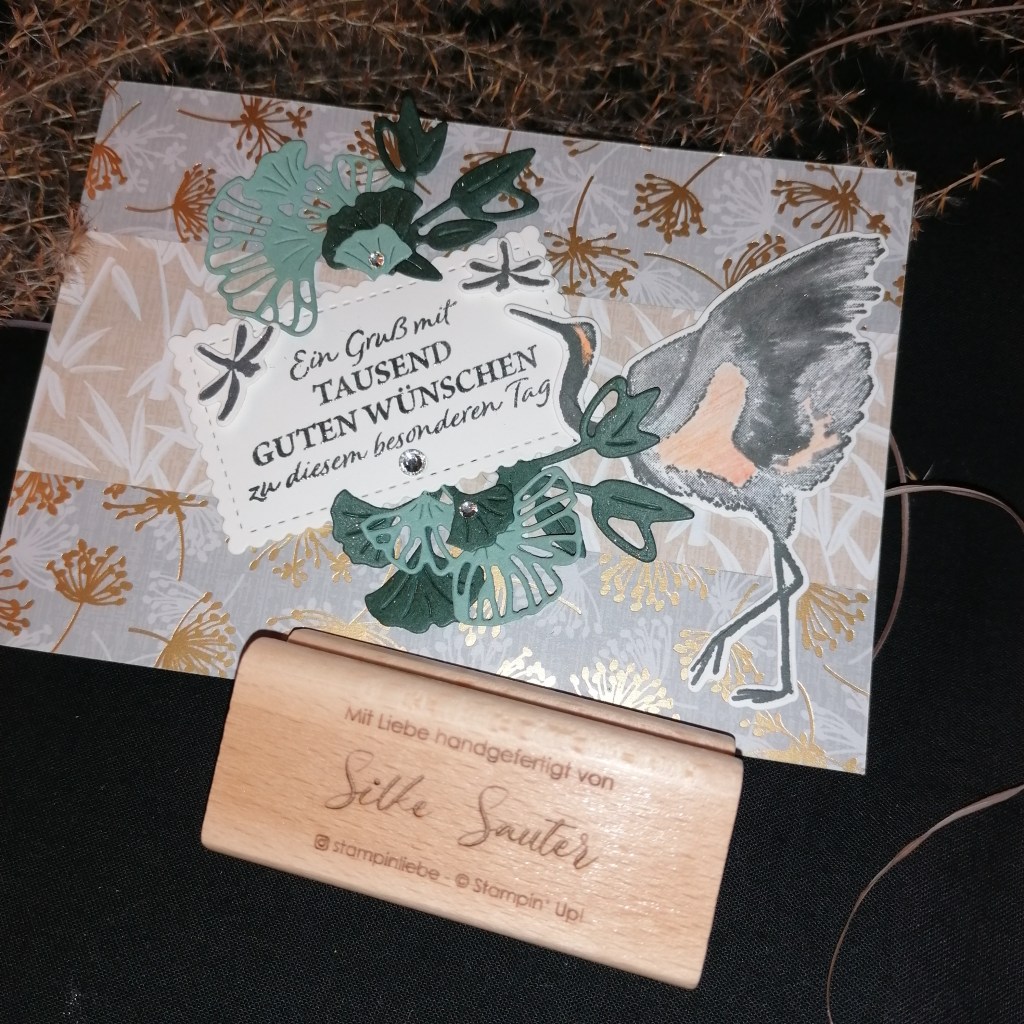 Ein Gruß mit
TAUSEND
GUTEN WÜNSCHEN
zu diesem besonderen Tag
Mit Liebe handgefertigt von
Silke Sauter
stampinliebe - © Stampin' Up!